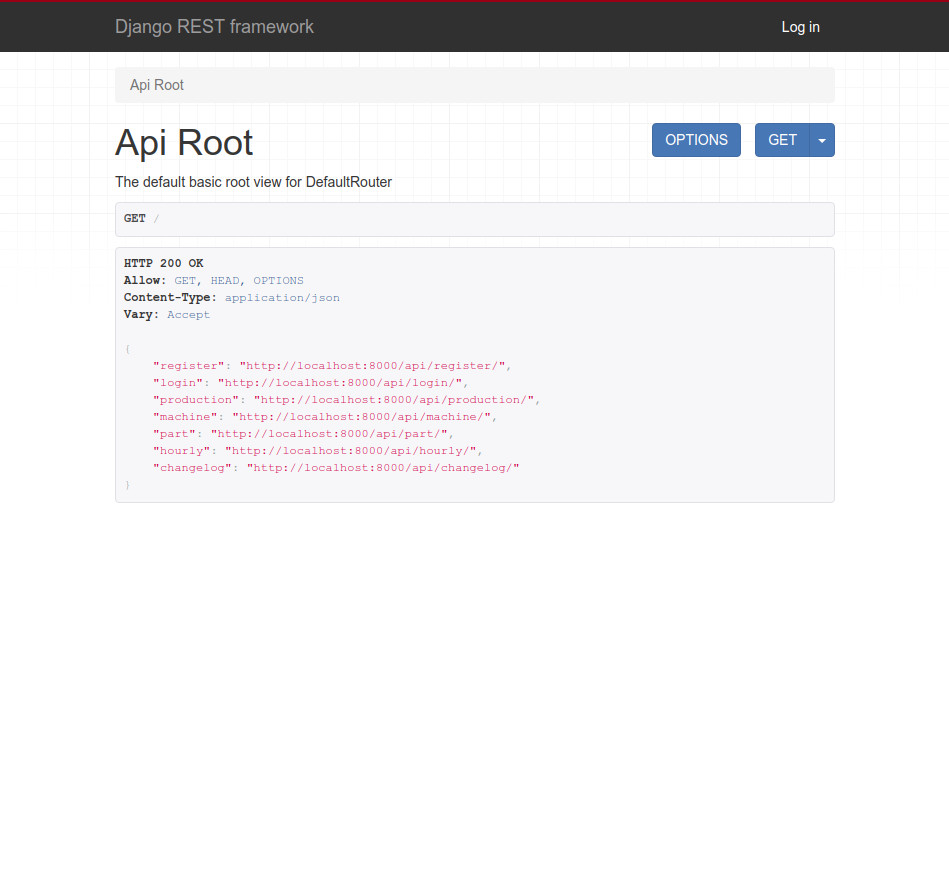 Django REST framework
Log in
Api Root
Api Root
OPTIONS
GET
The default basic root view for DefaultRouter
GET /
HTTP 200 OK
Allow: GET, HEAD, OPTIONS
Content-Type: application/json
Vary: Accept
{
    "register": "http://localhost:8000/api/register/",
    "login": "http://localhost:8000/api/login/",
    "production": "http://localhost:8000/api/production/",
    "machine": "http://localhost:8000/api/machine/",
    "part": "http://localhost:8000/api/part/",
    "hourly": "http://localhost:8000/api/hourly/",
    "changelog": "http://localhost:8000/api/changelog/"
}